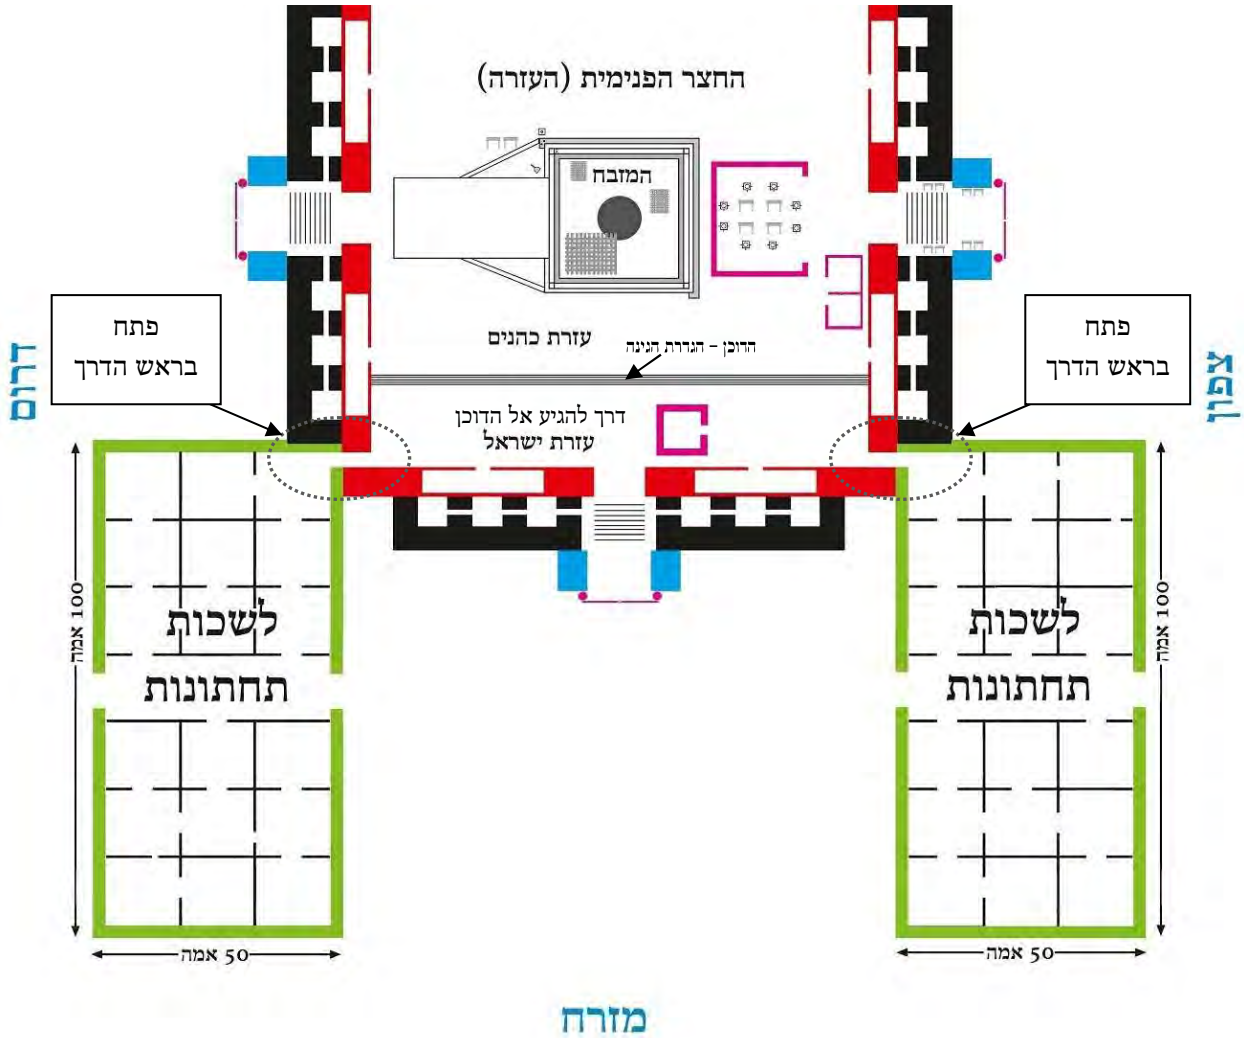 החצר הפנימית (העזרה)
המזבח
עזרת כהנים
הדוכן – הגדרת הגינה
דרך להגיע אל הדוכן
עזרת ישראל
פתח
בראש הדרך
פתח
בראש הדרך
צפון
דרום
100 אמה
100 אמה
לשכות
תחתונות
לשכות
תחתונות
50 אמה
50 אמה
מזרח